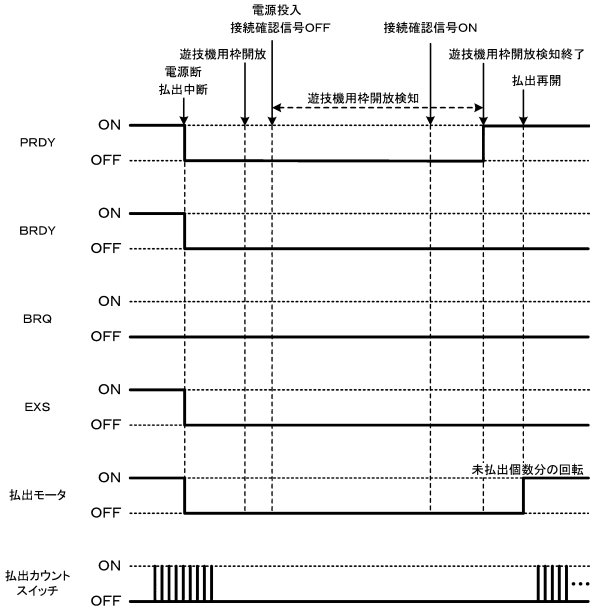 電源投入
接続確認信号OFF
接続確認信号ON
遊技機用枠開放
遊技機用枠開放検知終了
電源断
払出中断
払出再開
遊技機用枠開放検知
ON
PRDY
OFF
ON
BRDY
OFF
ON
BRQ
OFF
ON
EXS
OFF
未払出個数分の回転
ON
払出モータ
OFF
ON
払出カウント
スイッチ
OFF